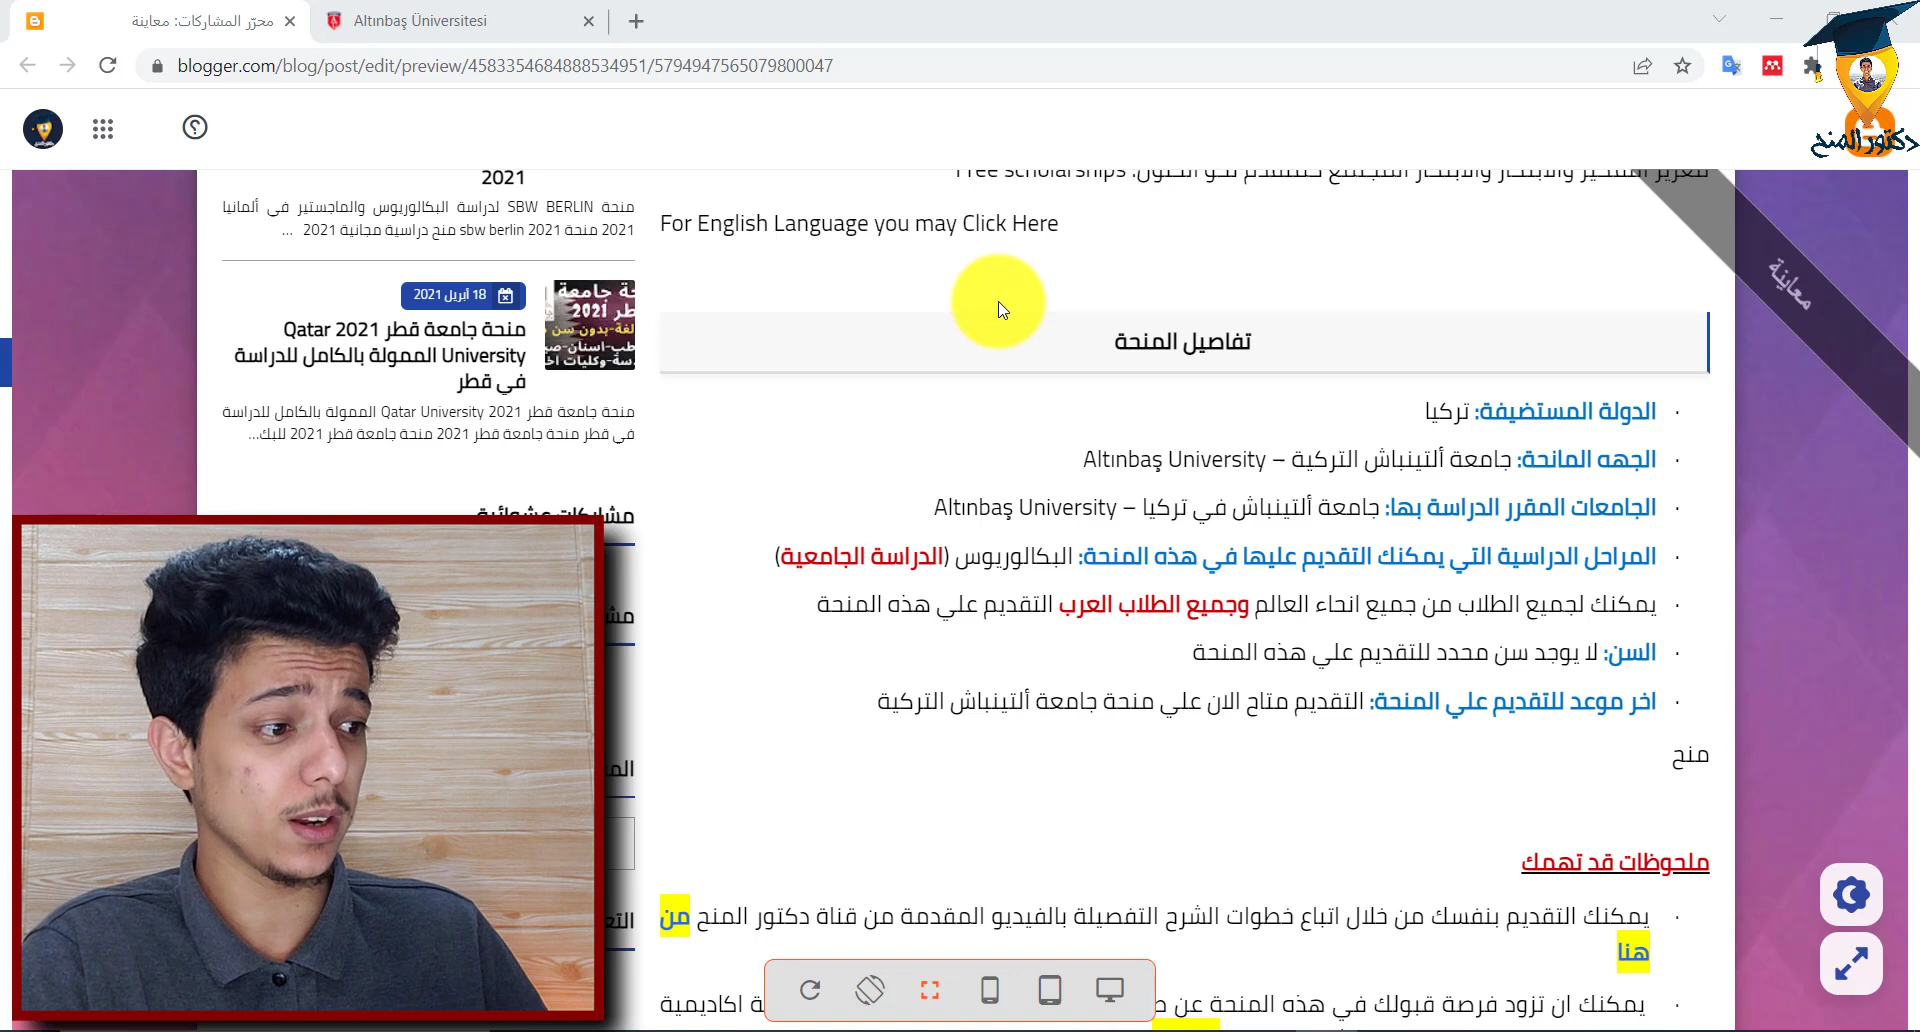 محرّر المشاركات: معاينة
Altınbaş Üniversitesi
blogger.com/blog/post/edit/preview/4583354684888534951/5794947565079800047
دكتور المنح
معاينة
Free scholarships
For English Language you may Click Here
تفاصيل المنحة
الدولة المستضيفة: تركيا
الجهه المانحة: جامعة ألتينباش التركية – Altınbaş University
الجامعات المقرر الدراسة بها: جامعة ألتينباش في تركيا – Altınbaş University
المراحل الدراسية التي يمكنك التقديم عليها في هذه المنحة: البكالوريوس (الدراسة الجامعية)
يمكنك لجميع الطلاب من جميع انحاء العالم وجميع الطلاب العرب التقديم علي هذه المنحة
السن: لا يوجد سن محدد للتقديم علي هذه المنحة
اخر موعد للتقديم علي المنحة: التقديم متاح الان علي منحة جامعة ألتينباش التركية
منح
ملحوظات قد تهمك
يمكنك التقديم بنفسك من خلال اتباع خطوات الشرح التفصيلة بالفيديو المقدمة من قناة دكتور المنح من
هنا
يمكنك ان تزود فرصة قبولك في هذه المنحة عن
اكاديمية
2021
منحة SBW BERLIN لدراسة البكالوريوس والماجستير في ألمانيا
2021 منحة sbw berlin 2021 منح دراسية مجانية 2021 ...
18 أبريل 2021
منحة جامعة قطر 2021 Qatar
University الممولة بالكامل للدراسة
في قطر
منحة جامعة قطر 2021 Qatar University الممولة بالكامل للدراسة
في قطر منحة جامعة قطر 2021 منحة جامعة قطر 2021 للبك...
مشاركات عشوائية